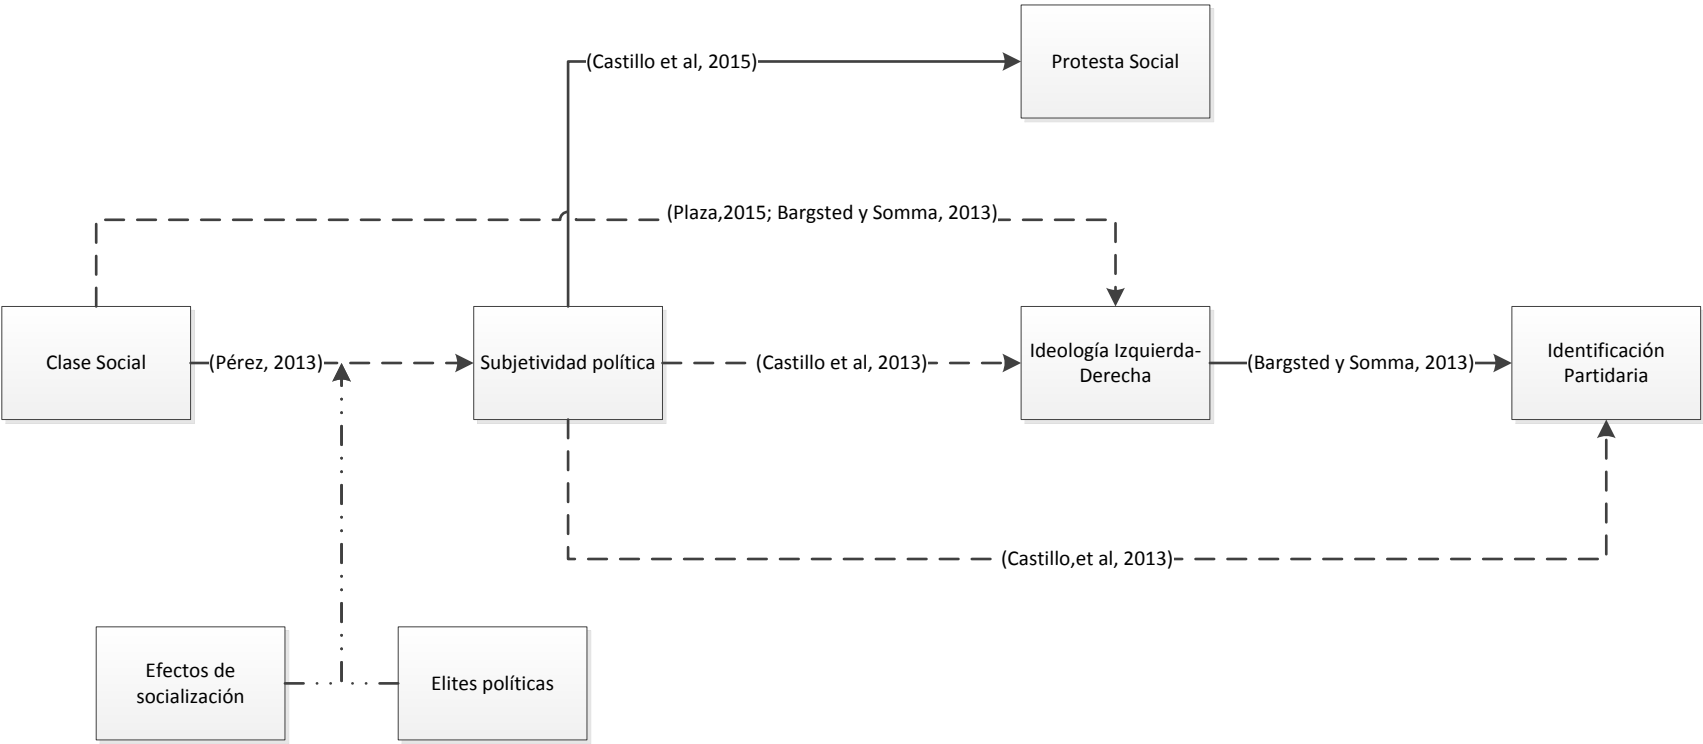 (Castillo et al, 2015)
Protesta Social
(Plaza,2015; Bargsted y Somma, 2013)
Clase Social
(Pérez, 2013)
Subjetividad política
(Castillo et al, 2013)
Ideología Izquierda-
Derecha
(Bargsted y Somma, 2013)
Identificación
Partidaria
(Castillo,et al, 2013)
Efectos de
socialización
Elites políticas